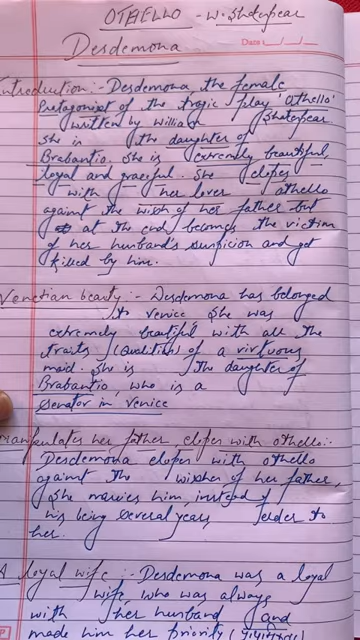 OTHELLO - W. Shakespear
Desdemona
Date
Introduction :- Desdemona, the female
Protagonist of the tragic play 'Othello'
written by William Shakespear
She is the daughter of
Brabantio. She is extremely beautiful,
loyal and graceful. She elopes
with her lover Othello
against the wish of her father but
at the end becomes the victim
of her husband's suspicion and get
killed by him.
Venetian beauty :- Desdemona has belonged
to Venice She was
extremely beautiful with all the
traits (Qualities) of a virtuous
maid. She is the daughter of
Brabantio, who is a
senator in Venice
Manipulates her father, elopes with Othello :-
Desdemona elopes with Othello
against the wishes of her father,
She marries him, instead of
his being several years, elder to
her.
A loyal wife :- Desdemona was a loyal
wife, who was always
with her husband and
made him her priority